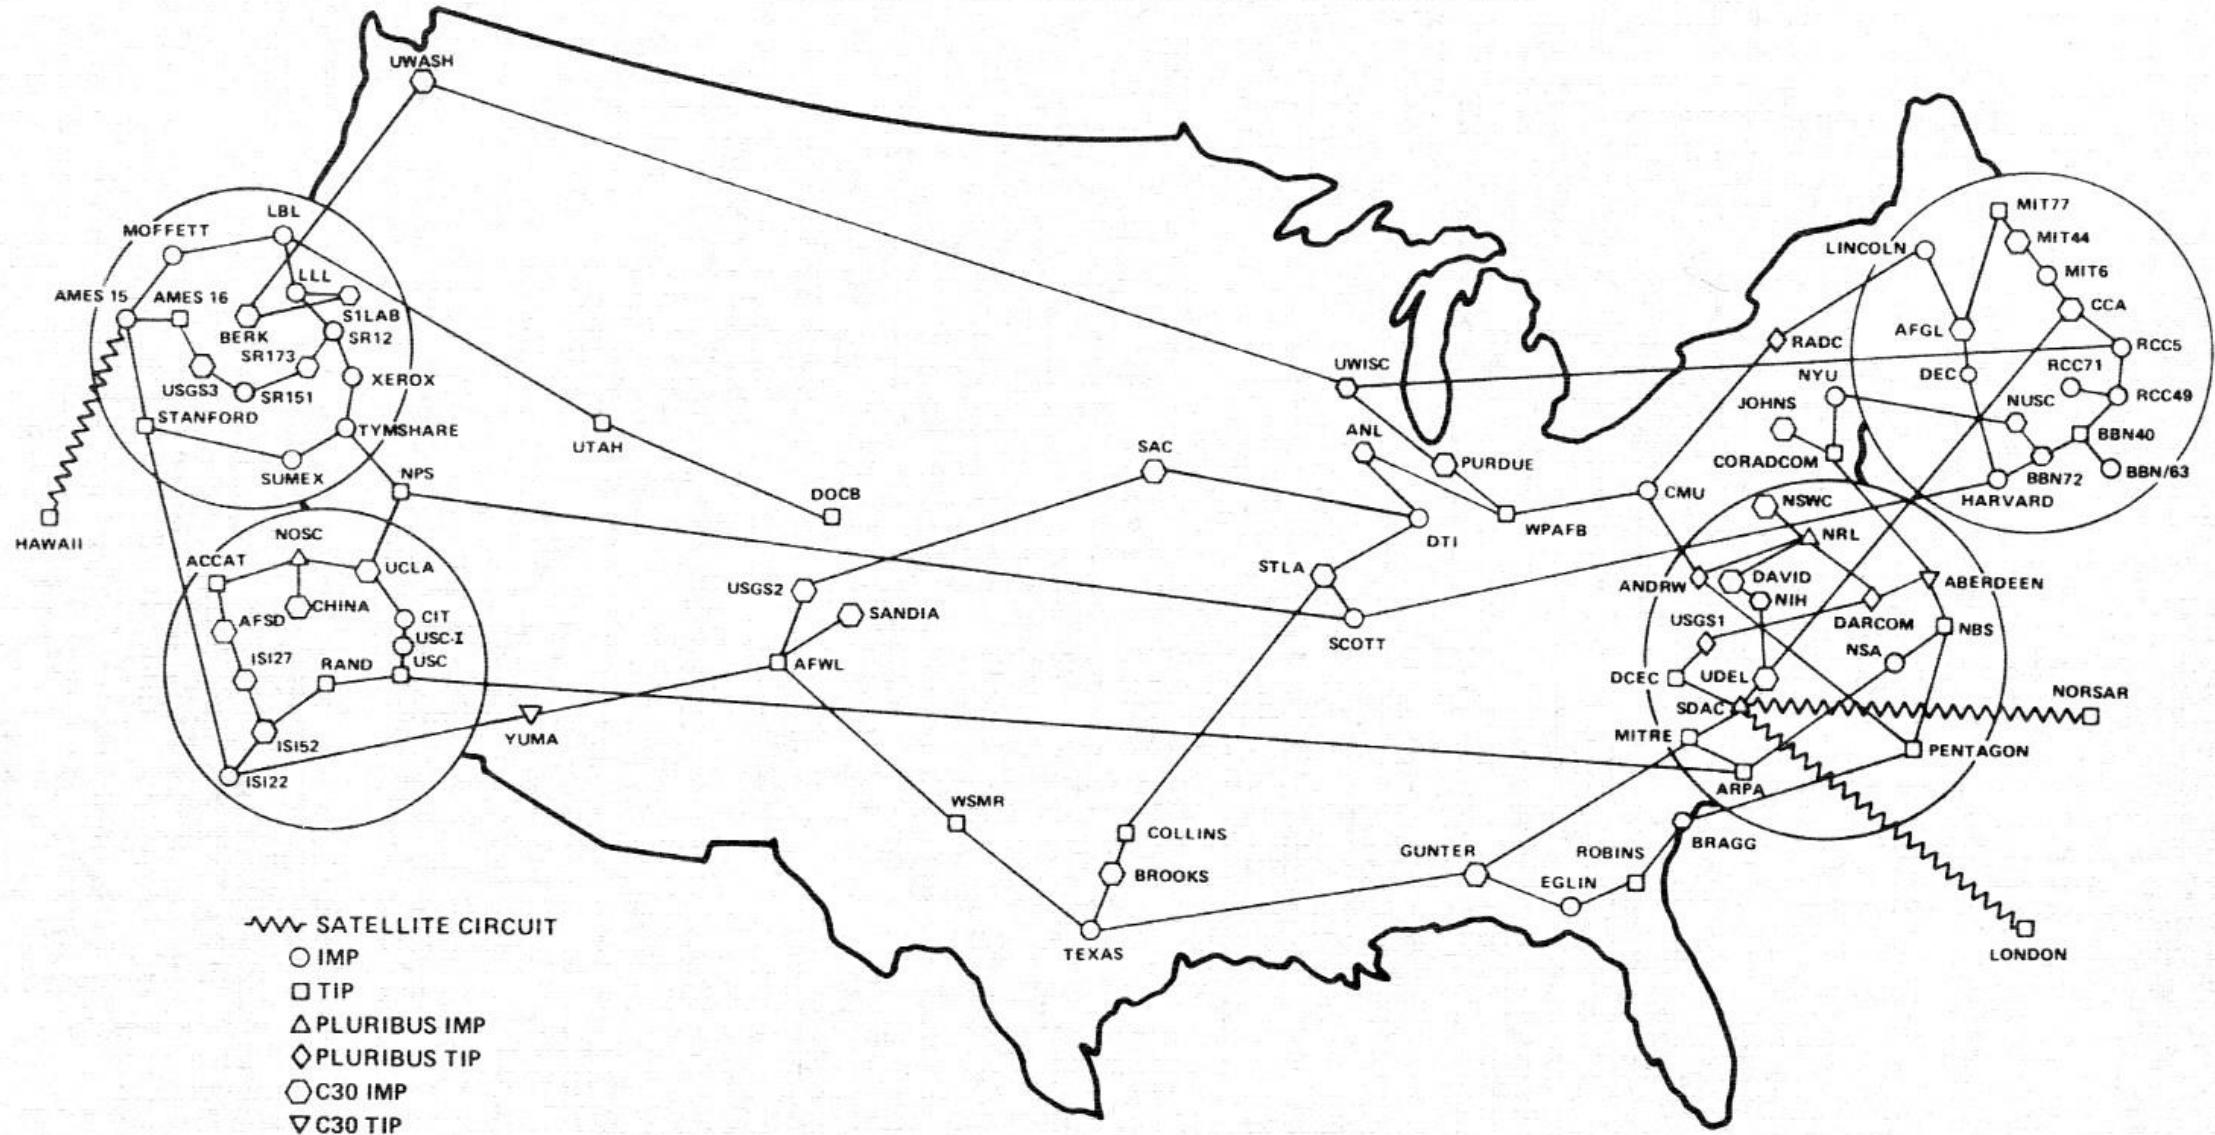 UWASH
LBL
MOFFETT
LLL
AMES 15
AMES 16
S1LAB
BERK
SR12
SR173
XEROX
USGS3
SR151
STANFORD
TYMSHARE
SUMEX
NPS
HAWAII
UTAH
DOCB
NOSC
ACCAT
UCLA
CHINA
CIT
AFSD
USC-I
ISI27
RAND
USC
ISI52
ISI22
YUMA
USGS2
SANDIA
AFWL
SAC
WSMR
COLLINS
BROOKS
TEXAS
UWISC
ANL
PURDUE
DTI
WPAFB
STLA
SCOTT
CMU
GUNTER
EGLIN
ROBINS
BRAGG
MIT77
LINCOLN
MIT44
MIT6
CCA
AFGL
RADC
RCC5
RCC71
NYU
DEC
RCC49
JOHNS
NUSC
BBN40
CORADCOM
BBN/63
BBN72
HARVARD
NSWC
NRL
ANDRW
DAVID
ABERDEEN
NIH
USGS1
DARCOM
NBS
NSA
DCEC
UDEL
NORSAR
SDAC
MITRE
PENTAGON
ARPA
LONDON
SATELLITE CIRCUIT
IMP
TIP
PLURIBUS IMP
PLURIBUS TIP
C30 IMP
C30 TIP